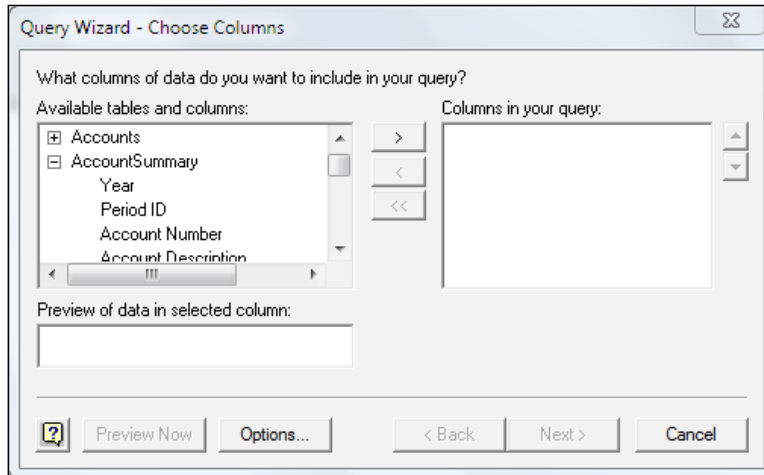 Query Wizard - Choose Columns
What columns of data do you want to include in your query?
Available tables and columns:
Columns in your query:
Accounts
AccountSummary
Year
Period ID
Account Number
Account Description
>
<
<<
Preview of data in selected column:
?
Preview Now
Options...
< Back
Next >
Cancel